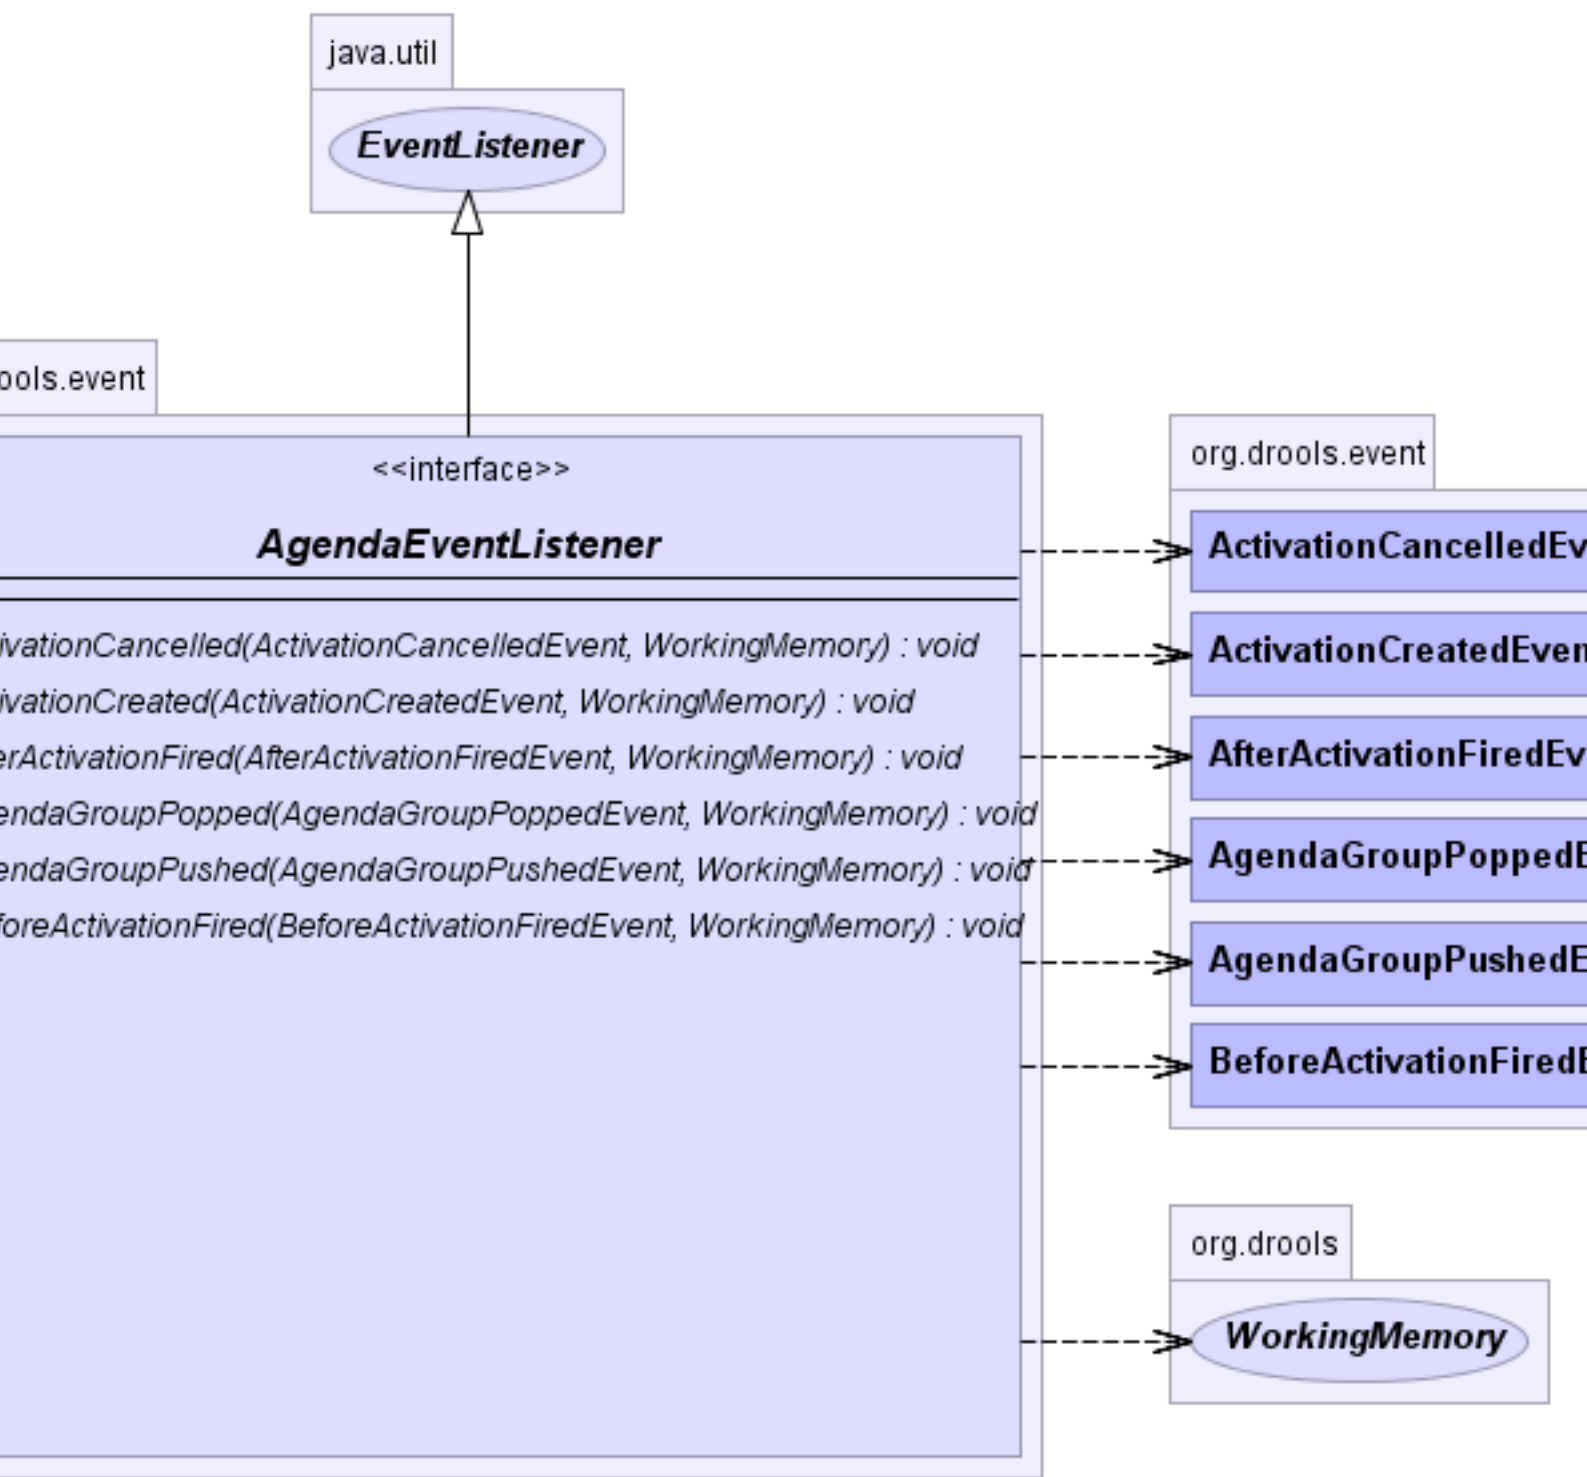 java.util
EventListener
ools.event
<<interface>>
AgendaEventListener
ivationCancelled(ActivationCancelledEvent, WorkingMemory) : void
ivationCreated(ActivationCreatedEvent, WorkingMemory) : void
erActivationFired(AfterActivationFiredEvent, WorkingMemory) : void
endaGroupPopped(AgendaGroupPoppedEvent, WorkingMemory) : void
endaGroupPushed(AgendaGroupPushedEvent, WorkingMemory) : void
foreActivationFired(BeforeActivationFiredEvent, WorkingMemory) : void
org.drools.event
ActivationCancelledEv
ActivationCreatedEven
AfterActivationFiredEv
AgendaGroupPoppedE
AgendaGroupPushedE
BeforeActivationFiredE
org.drools
WorkingMemory